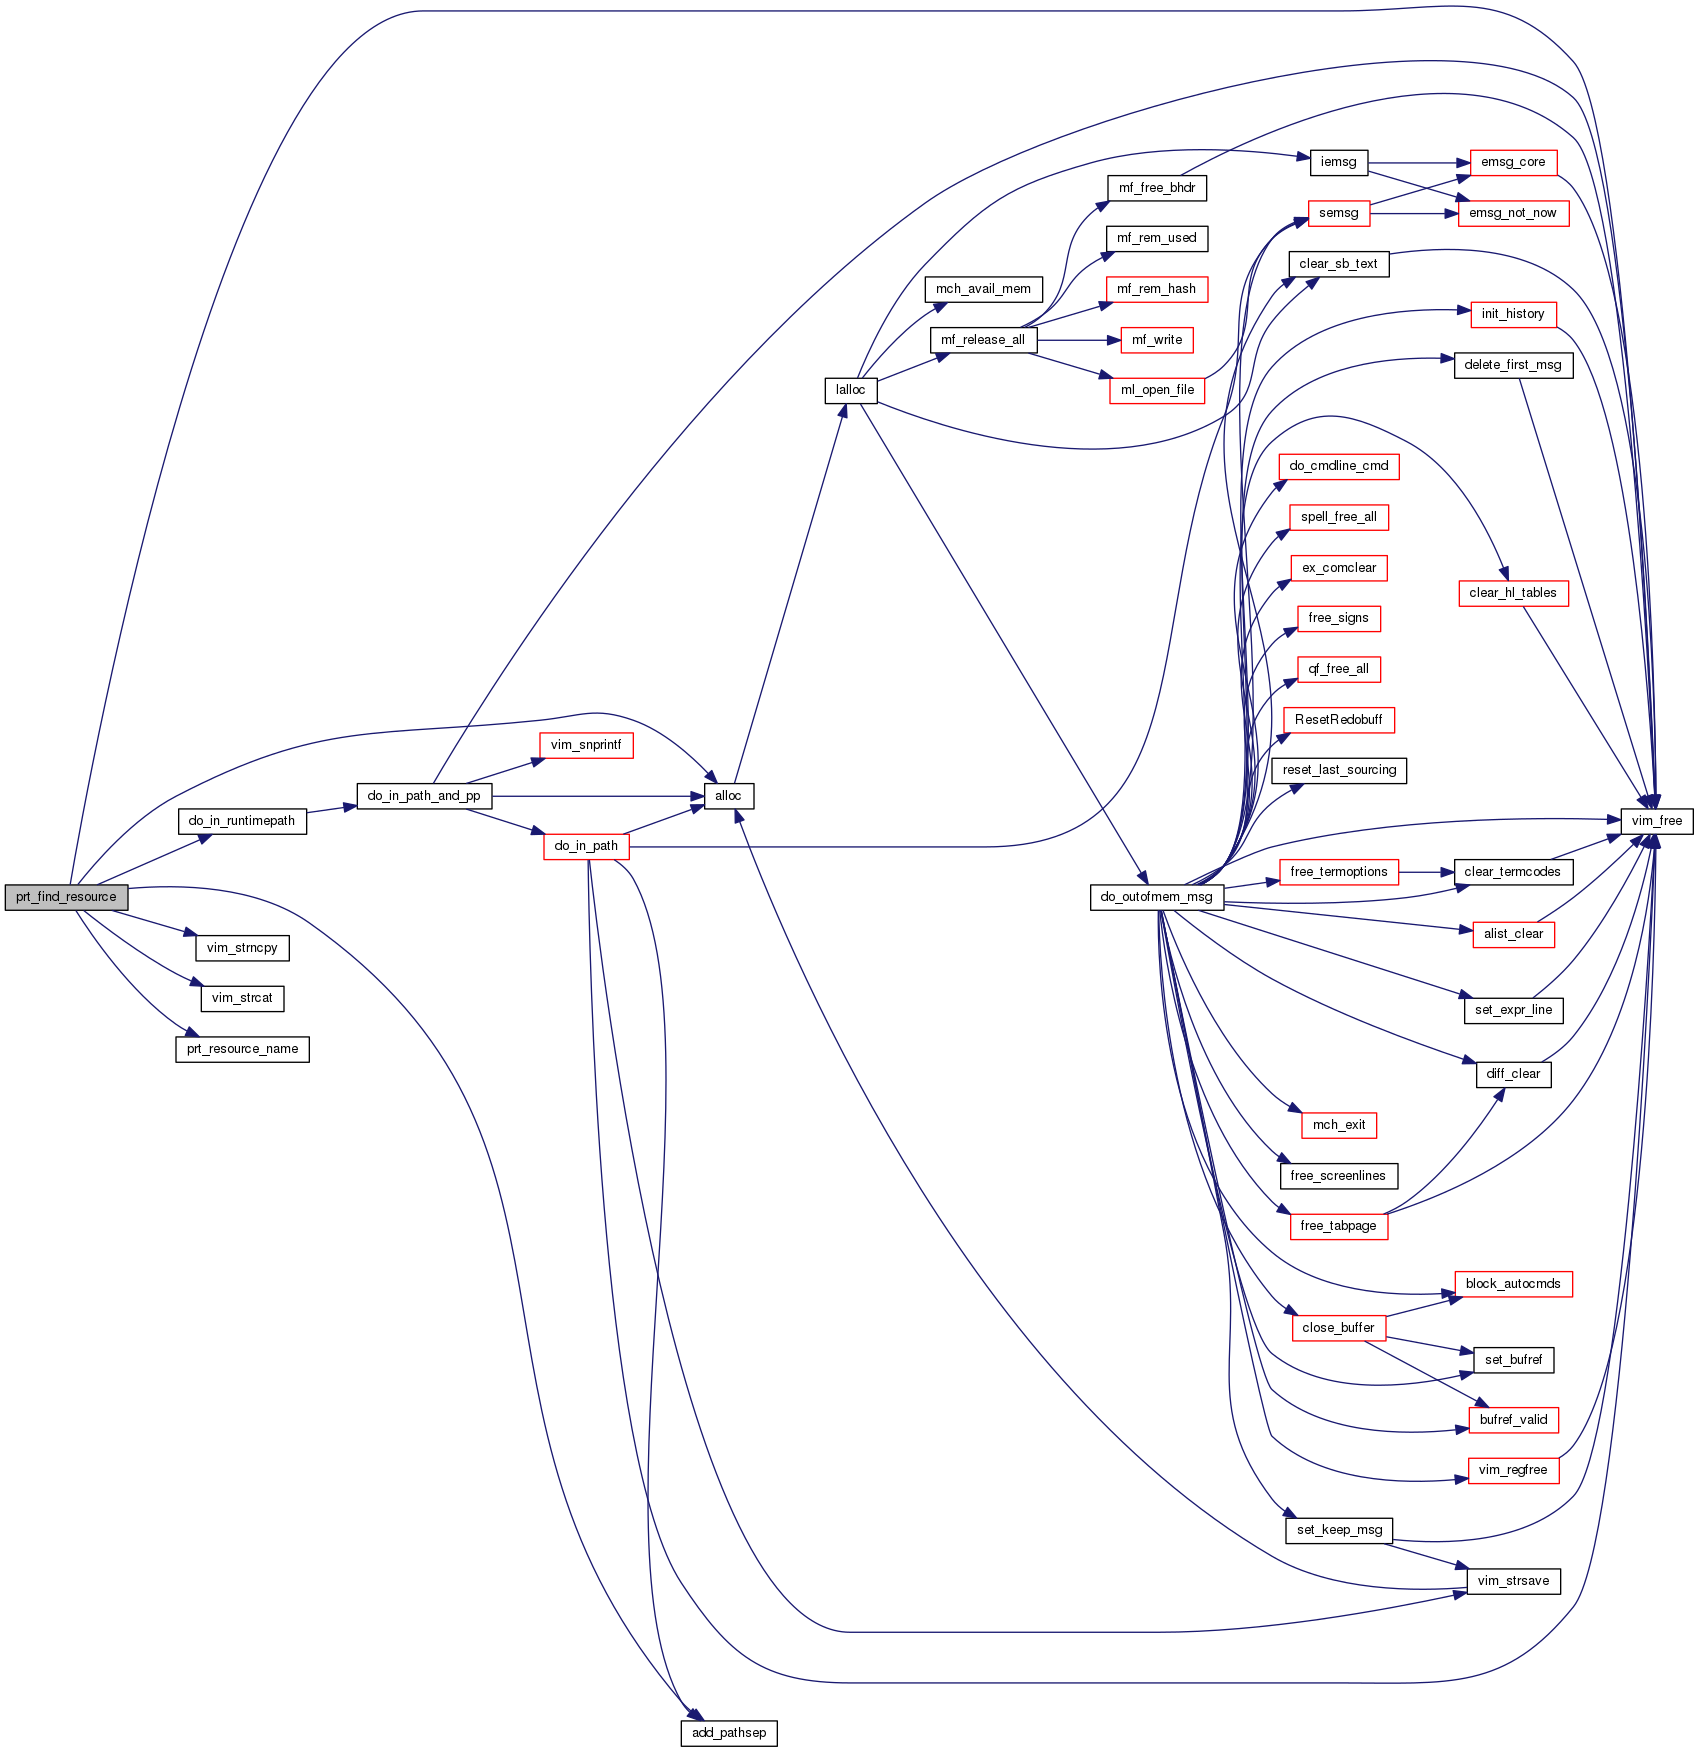 prt_find_resource
do_in_runtimepath
vim_strncpy
vim_strcat
prt_resource_name
do_in_path_and_pp
vim_snprintf
do_in_path
alloc
add_pathsep
lalloc
mch_avail_mem
mf_release_all
mf_free_bhdr
mf_rem_used
mf_rem_hash
mf_write
ml_open_file
do_outofmem_msg
iemsg
semsg
clear_sb_text
do_cmdline_cmd
spell_free_all
ex_comclear
free_signs
qf_free_all
ResetRedobuff
reset_last_sourcing
free_termoptions
mch_exit
free_screenlines
free_tabpage
close_buffer
set_keep_msg
emsg_core
emsg_not_now
init_history
delete_first_msg
clear_hl_tables
clear_termcodes
alist_clear
set_expr_line
diff_clear
block_autocmds
set_bufref
bufref_valid
vim_regfree
vim_strsave
vim_free